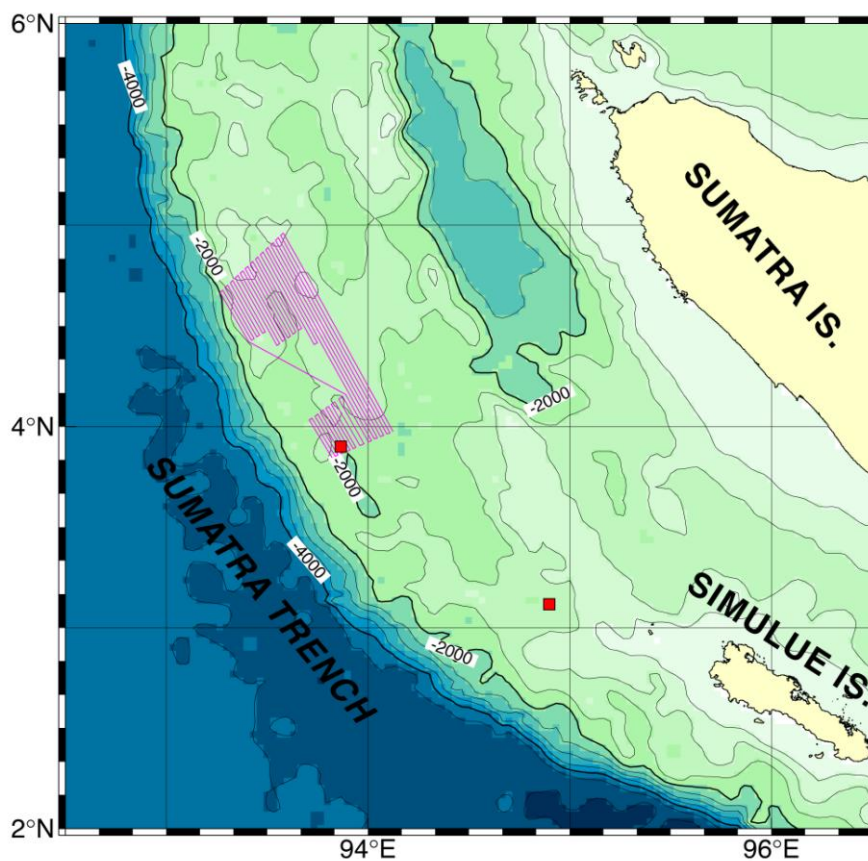 6°N
-4000
SUMATRA IS.
-2000
-2000
4°N
-2000
SUMATRA TRENCH
-4000
SIMULUE IS.
-2000
2°N
94°E
96°E